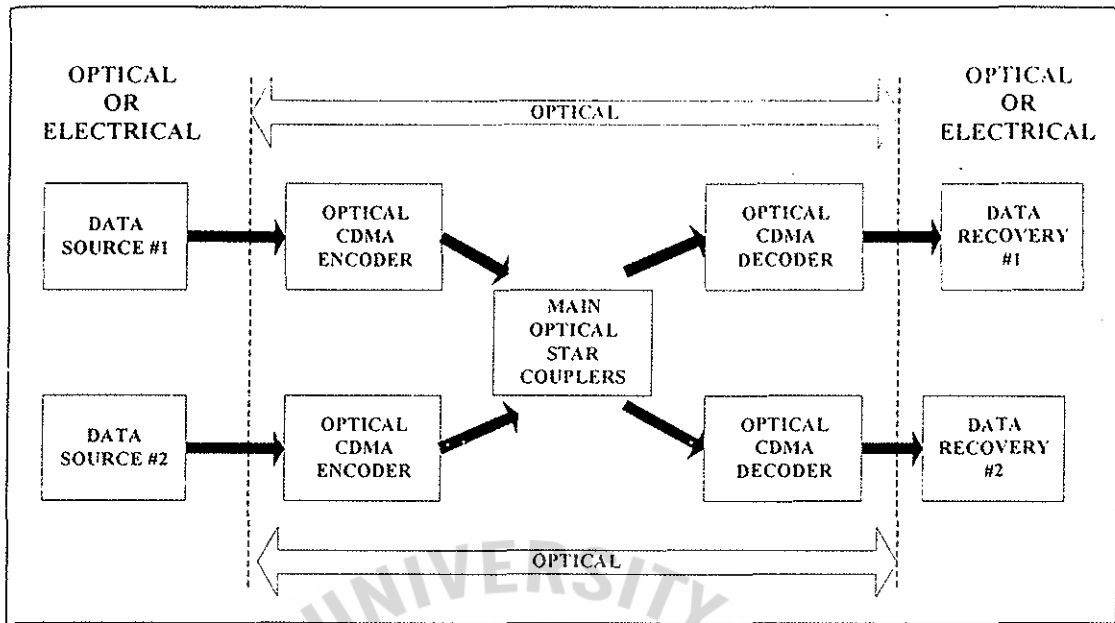 OPTICAL
OR
ELECTRICAL
OPTICAL
OPTICAL
OR
ELECTRICAL
DATA
SOURCE #1
OPTICAL
CDMA
ENCODER
OPTICAL
CDMA
DECODER
DATA
RECOVERY
#1
MAIN
OPTICAL
STAR
COUPLERS
DATA
SOURCE #2
OPTICAL
CDMA
ENCODER
OPTICAL
CDMA
DECODER
DATA
RECOVERY
#2
OPTICAL
UNIVERSITY